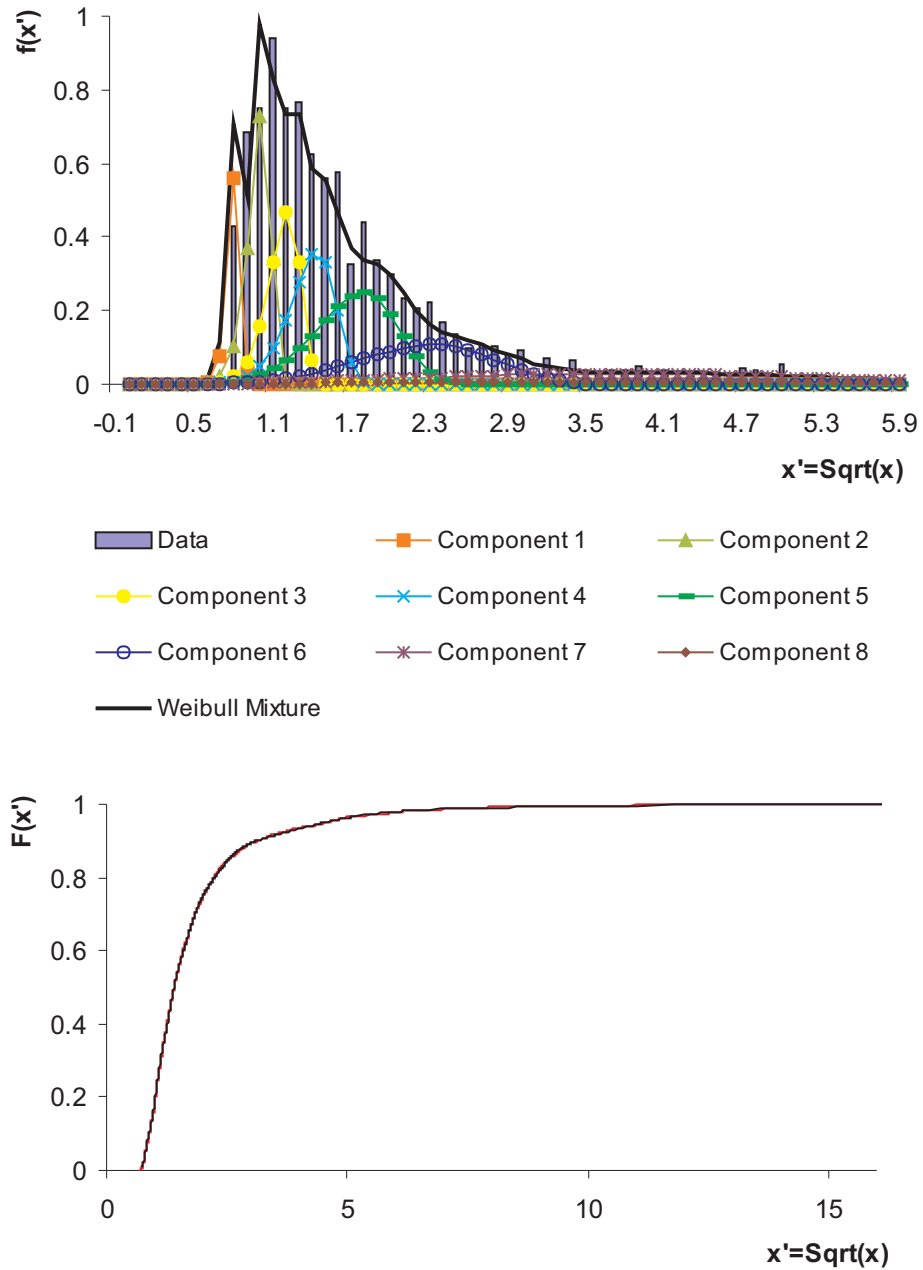 f(x')
1
0.8
0.6
0.4
0.2
0
-0.1 0.5 1.1 1.7 2.3 2.9 3.5 4.1 4.7 5.3 5.9
x'=Sqrt(x)
Data Component 1 Component 2
Component 3 Component 4 Component 5
Component 6 Component 7 Component 8
Weibull Mixture
F(x')
1
0.8
0.6
0.4
0.2
0
0 5 10 15
x'=Sqrt(x)